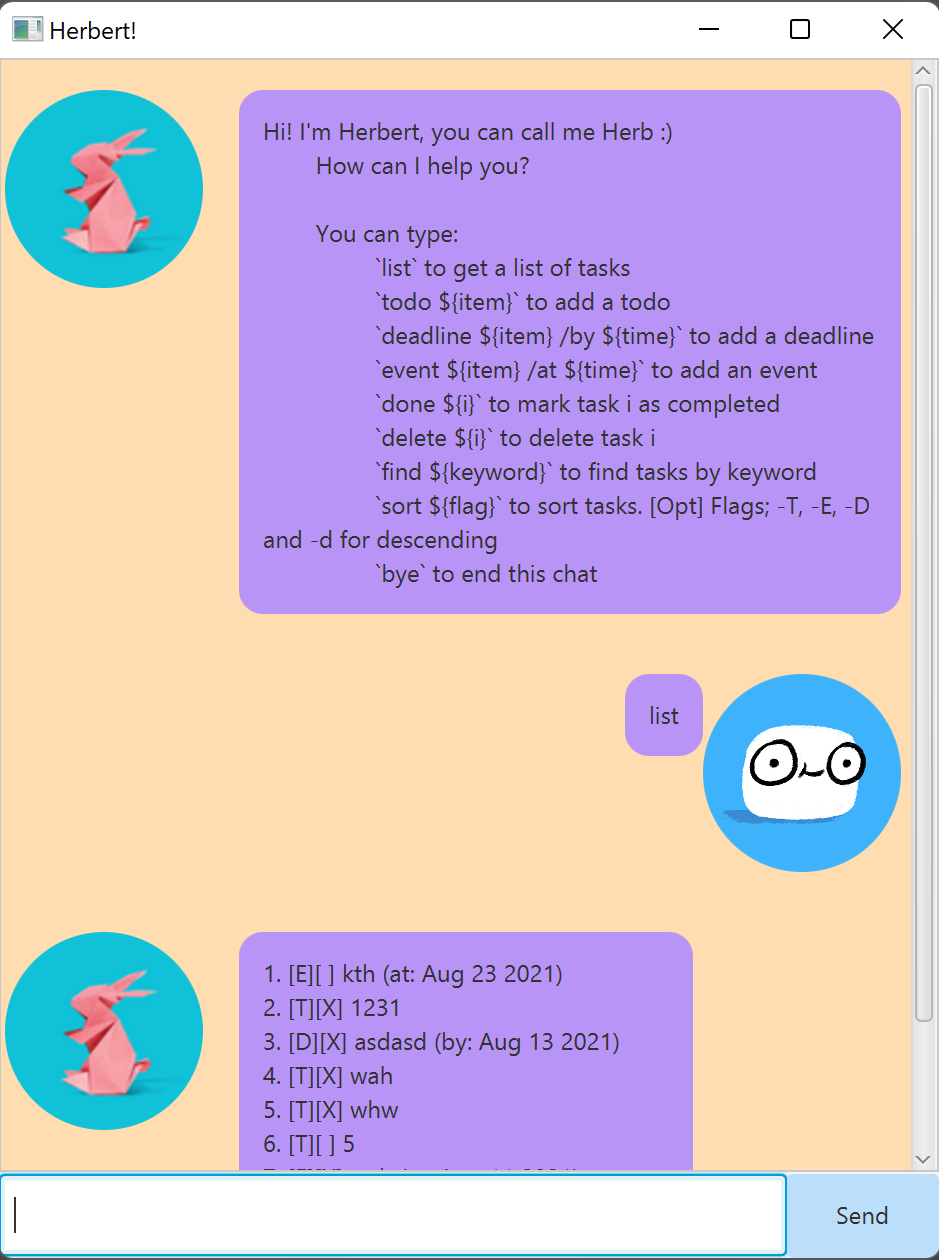 Herbert!
Hi! I'm Herbert, you can call me Herb :)
How can I help you?
You can type:
`list` to get a list of tasks
`todo ${item}` to add a todo
`deadline ${item} /by ${time}` to add a deadline
`event ${item} /at ${time}` to add an event
`done ${i}` to mark task i as completed
`delete ${i}` to delete task i
`find ${keyword}` to find tasks by keyword
`sort ${flag}` to sort tasks. [Opt] Flags; -T, -E, -D
and -d for descending
`bye` to end this chat
list
1. [E][ ] kth (at: Aug 23 2021)
2. [T][X] 1231
3. [D][X] asdasd (by: Aug 13 2021)
4. [T][X] wah
5. [T][X] whw
6. [T][ ] 5
Send